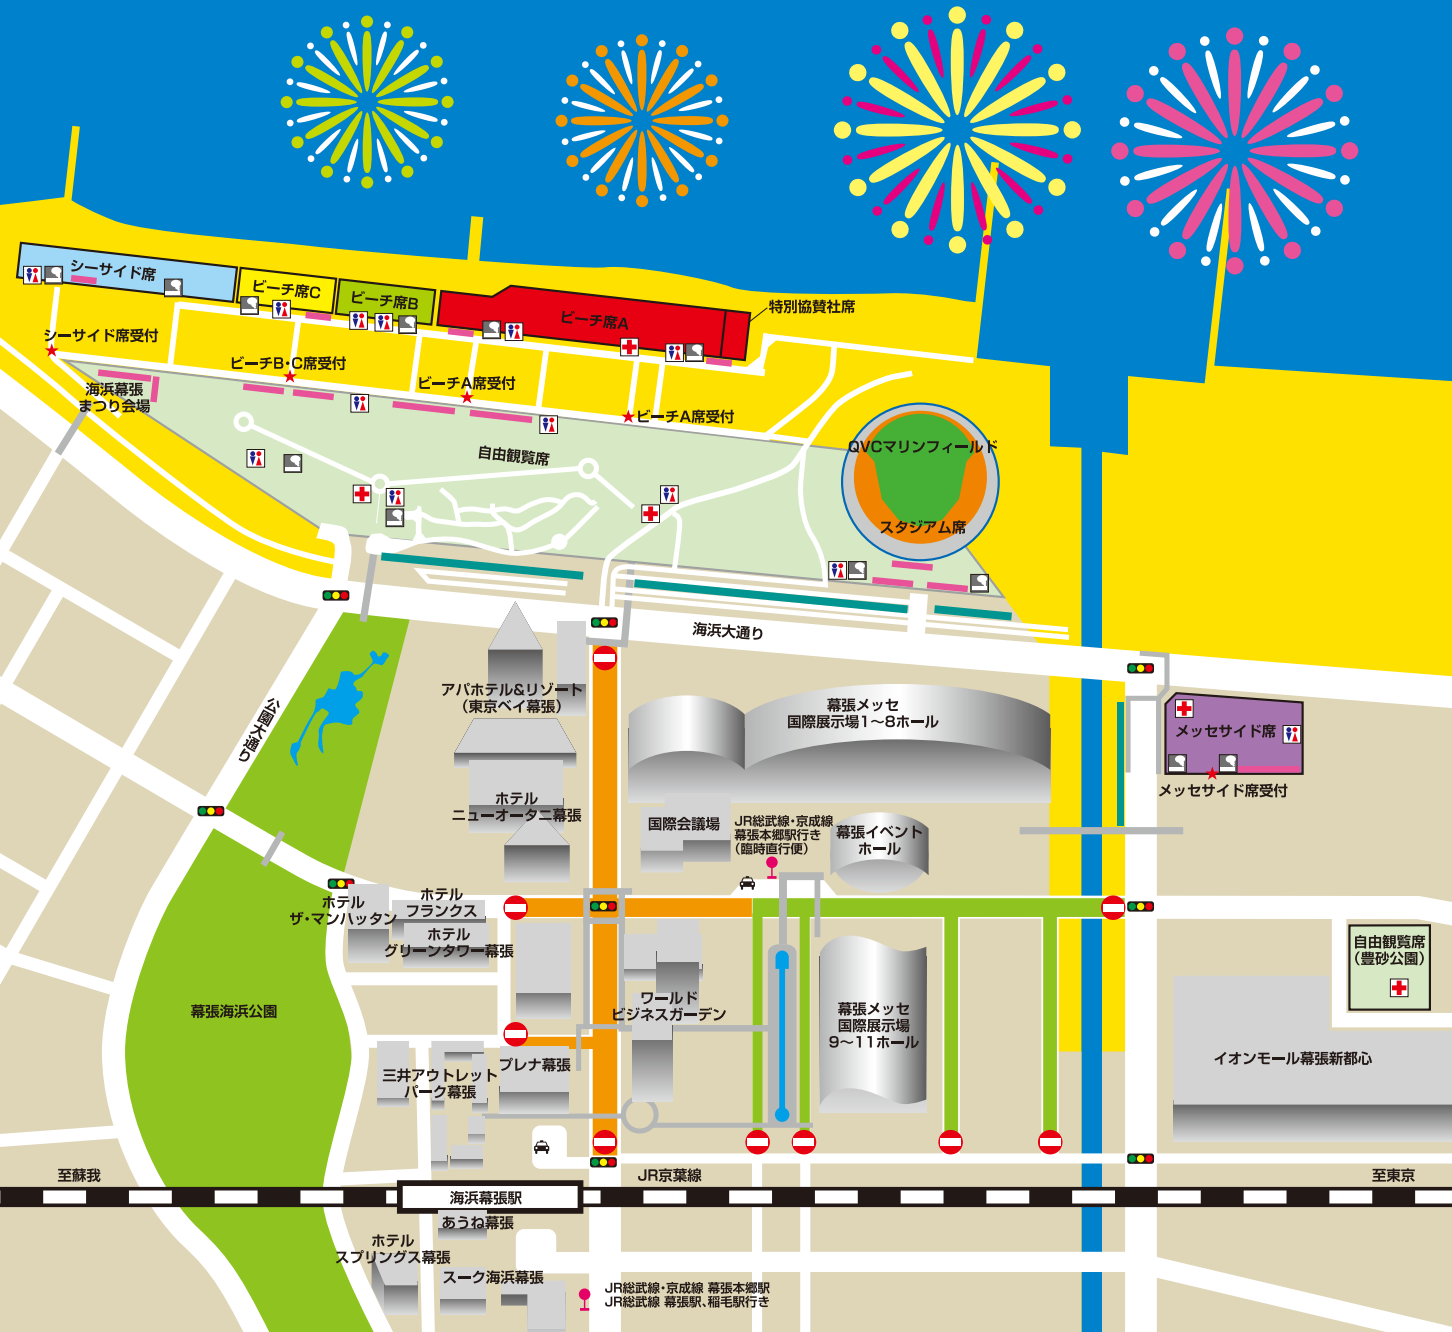 シーサイド席
ビーチ席C
ビーチ席B
ビーチ席A
特別協賛社席
シーサイド席受付
ビーチB・C席受付
ビーチA席受付
ビーチA席受付
海浜幕張
まつり会場
自由観覧席
QVCマリンフィールド
スタジアム席
海浜大通り
公園大通り
アパホテル&リゾート
（東京ベイ幕張）
幕張メッセ
国際展示場1〜8ホール
メッセサイド席
メッセサイド席受付
ホテル
ニューオータニ幕張
国際会議場
JR総武線・京成線
幕張本郷駅行き
（臨時直行便）
幕張イベント
ホール
ホテル
ザ・マンハッタン
ホテル
フランクス
ホテル
グリーンタワー幕張
自由観覧席
（豊砂公園）
幕張海浜公園
ワールド
ビジネスガーデン
幕張メッセ
国際展示場
9〜11ホール
イオンモール幕張新都心
プレナ幕張
三井アウトレット
パーク幕張
至蘇我
JR京葉線
至東京
海浜幕張駅
あうね幕張
ホテル
スプリングス幕張
スーク海浜幕張
JR総武線・京成線 幕張本郷駅
JR総武線 幕張駅、稲毛駅行き